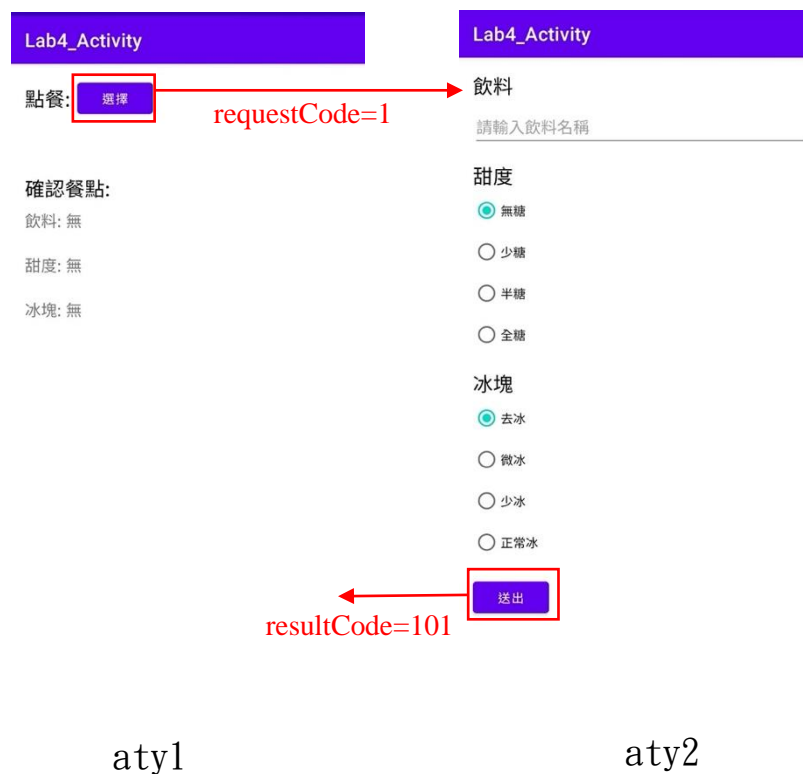 Lab4_Activity
點餐:
選擇
requestCode=1
確認餐點:
飲料: 無
甜度: 無
冰塊: 無
Lab4_Activity
飲料
請輸入飲料名稱
甜度
無糖
少糖
半糖
全糖
冰塊
去冰
微冰
少冰
正常冰
送出
resultCode=101
aty1
aty2